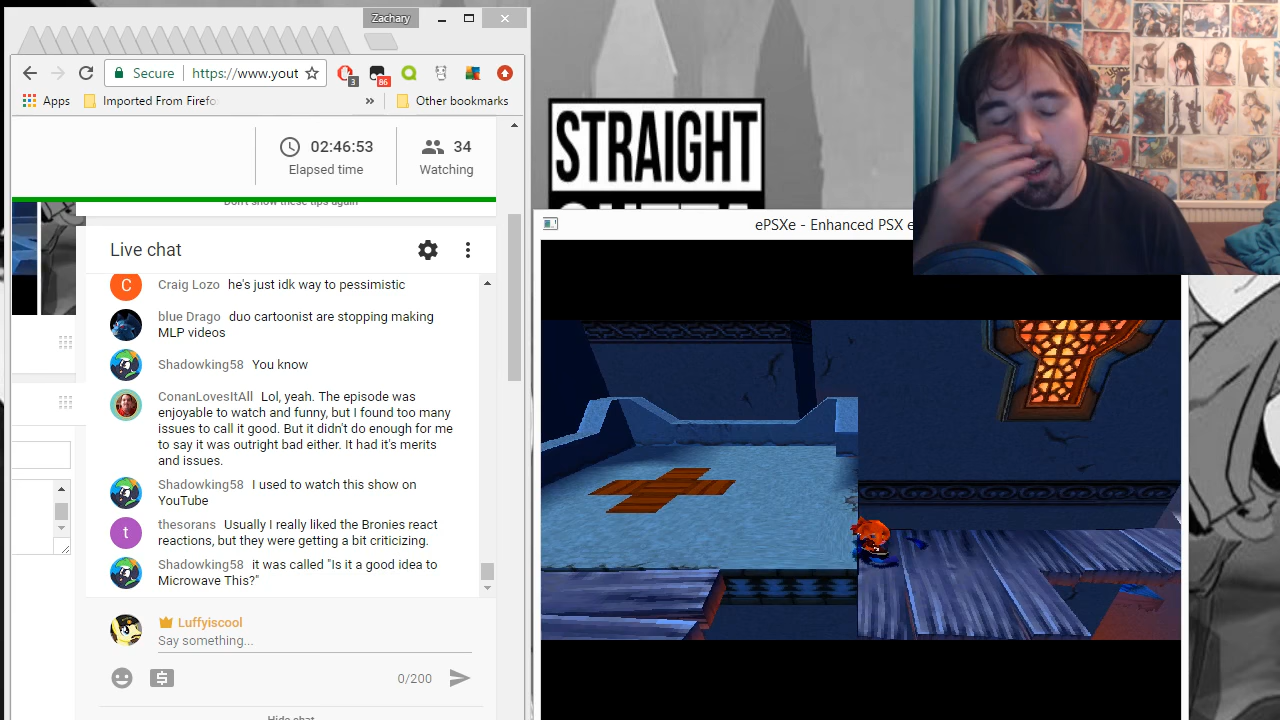 Zachary
Secure
https://www.yout
3
86
Apps
Imported From Firefo
»
Other bookmarks
02:46:53
Elapsed time
34
Watching
Don't show these tips again
Live chat
C
Craig Lozo he's just idk way to pessimistic
blue Drago duo cartoonist are stopping making
MLP videos
Shadowking58 You know
ConanLovesItAll Lol, yeah. The episode was
enjoyable to watch and funny, but I found too many
issues to call it good. But it didn't do enough for me
to say it was outright bad either. It had it's merits
and issues.
Shadowking58 I used to watch this show on
YouTube
t
thesorans Usually I really liked the Bronies react
reactions, but they were getting a bit criticizing.
Shadowking58 it was called "Is it a good idea to
Microwave This?"
Luffyiscool
Say something...
0/200
Hide chat
STRAIGHT
ePSXe - Enhanced PSX e